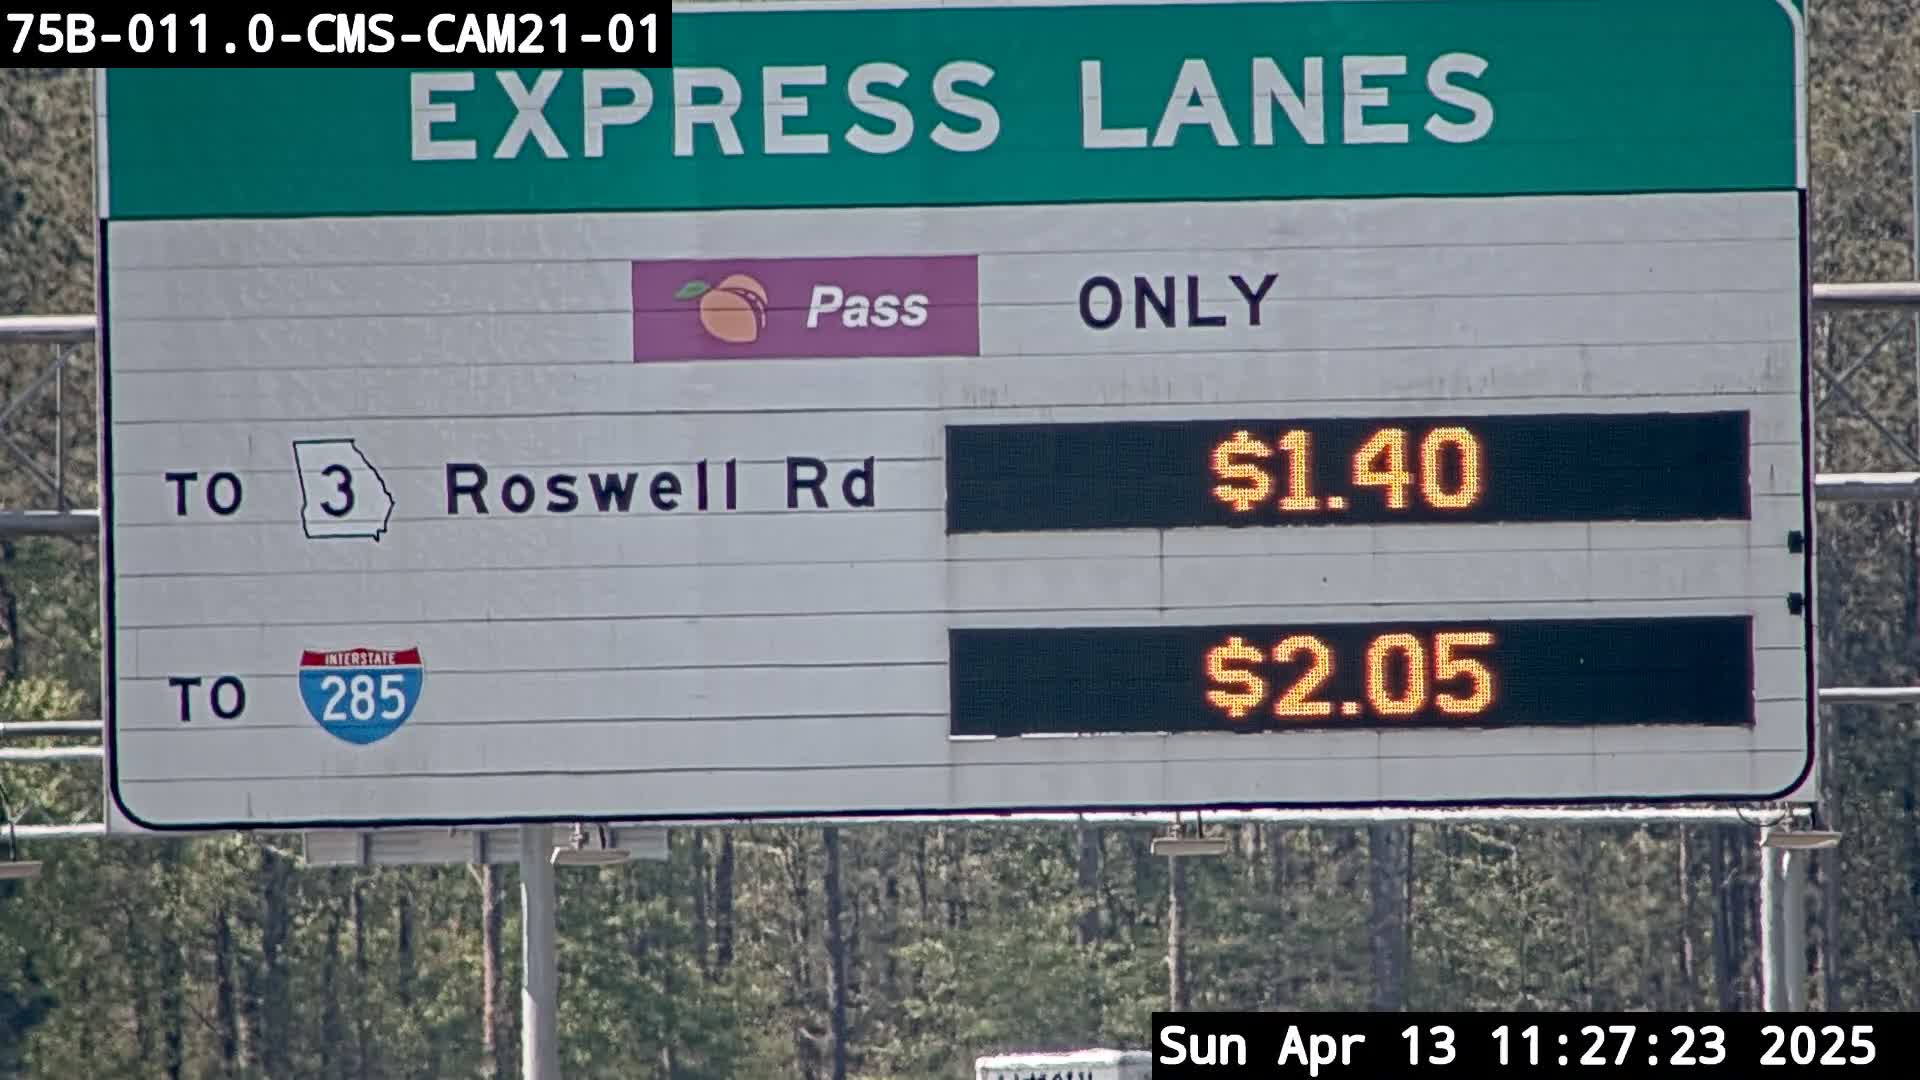 75B-011.0-CMS-CAM21-01
EXPRESS LANES
Pass ONLY
TO 3 Roswell Rd $1.40
TO INTERSTATE 285 $2.05
Sun Apr 13 11:27:23 2025